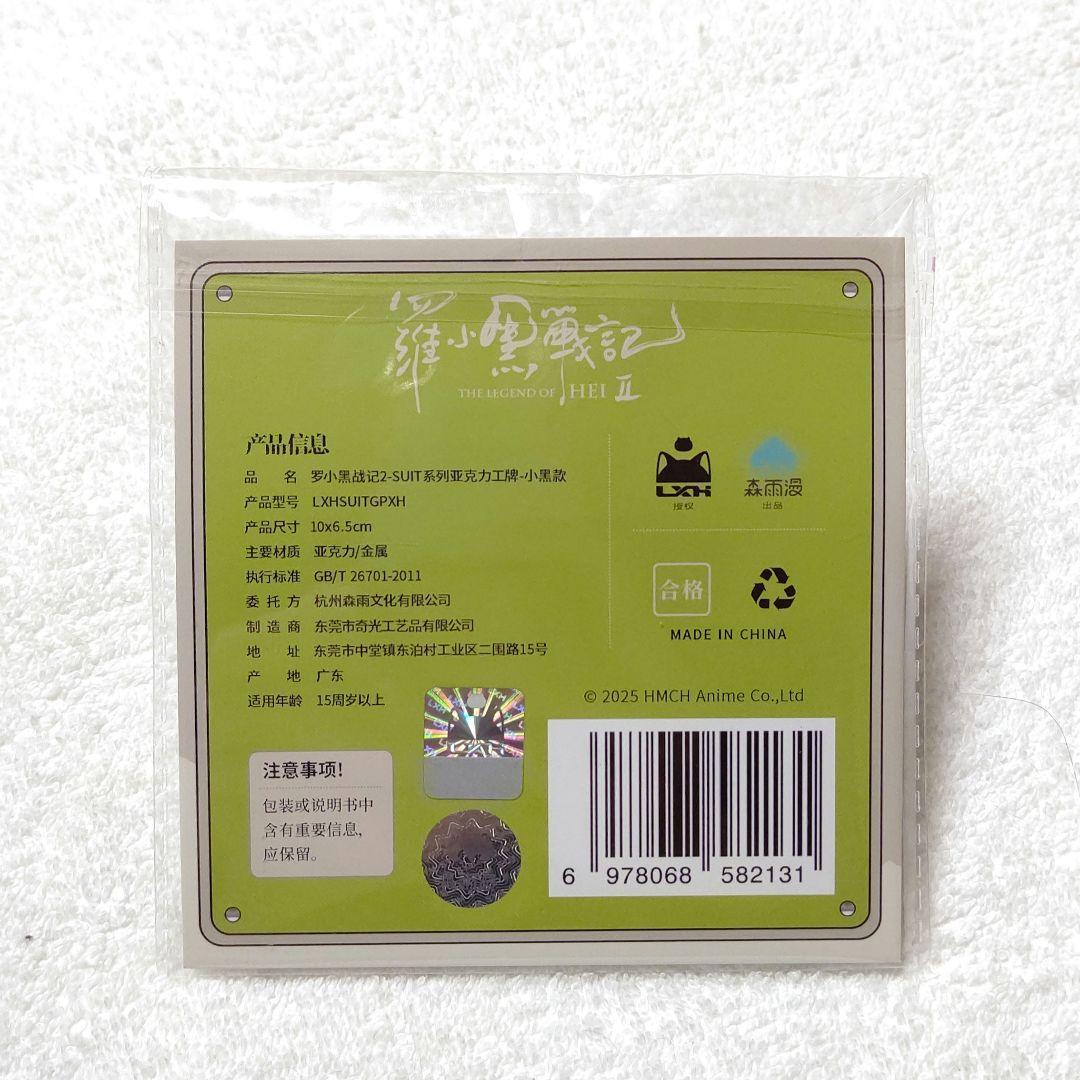 羅小黑戰記
THE LEGEND OF HEI II
产品信息
品 名 罗小黑战记2-SUIT系列亚克力工牌-小黑款
产品型号 LXHSUITGPXH
产品尺寸 10x6.5cm
主要材质 亚克力/金属
执行标准 GB/T 26701-2011
委 托 方 杭州森雨文化有限公司
制 造 商 东莞市奇光工艺品有限公司
地 址 东莞市中堂镇东泊村工业区二围路15号
产 地 广东
适用年龄 15周岁以上
LXH
授权
森雨漫
出品
合格
MADE IN CHINA
© 2025 HMCH Anime Co.,Ltd
注意事项!
包装或说明书中
含有重要信息,
应保留。
LXH
6 978068 582131